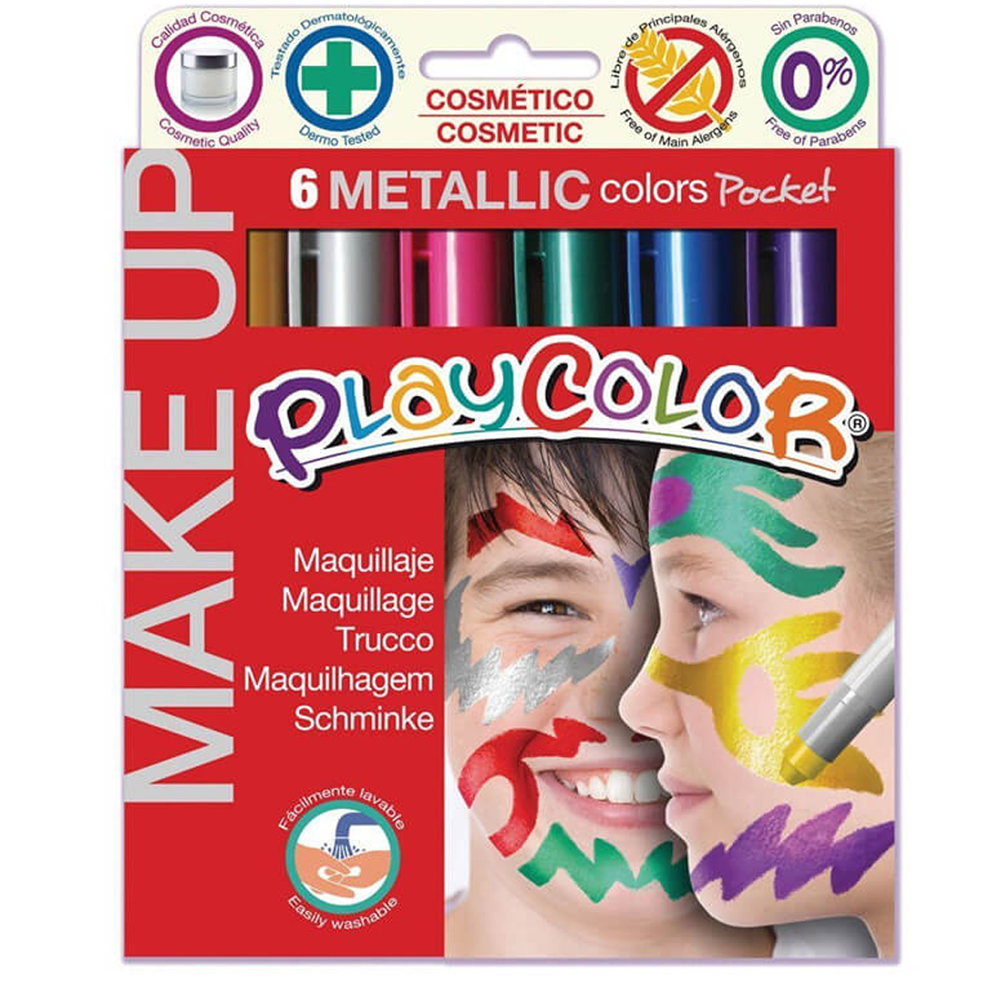 Calidad Cosmética
Cosmetic Quality
Testado Dermatológicamente
Dermo Tested
COSMÉTICO
COSMETIC
Libre de Principales Alérgenos
Free of Main Alergens
Sin Parabenos
0%
Free of Parabens
6 METALLIC colors Pocket
MAKE UP
PLAYCOLOR®
Maquillaje
Maquillage
Trucco
Maquilhagem
Schminke
Fácilmente lavable
Easily washable